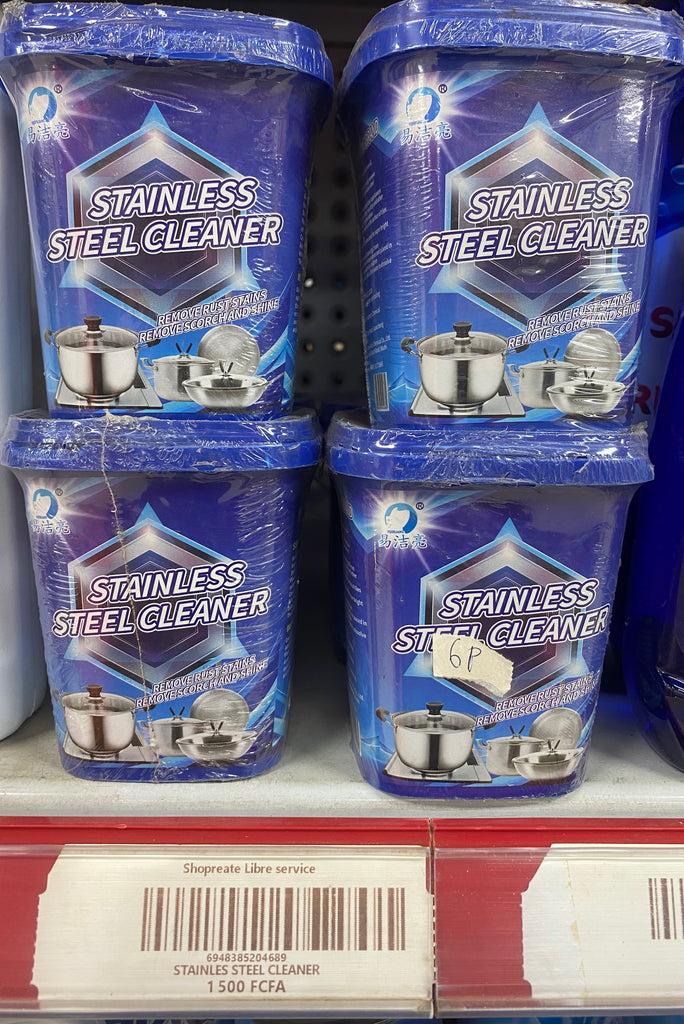 易洁亮
STAINLESS
STEEL CLEANER
REMOVE RUST STAINS
REMOVE SCORCH AND SHINE
易洁亮
STAINLESS
STEEL CLEANER
REMOVE RUST STAINS
REMOVE SCORCH AND SHINE
易洁亮
STAINLESS
STEEL CLEANER
REMOVE RUST STAINS
REMOVE SCORCH AND SHINE
易洁亮
STAINLESS
STEEL CLEANER
6P
REMOVE RUST STAINS
REMOVE SCORCH AND SHINE
Shopreate Libre service
6948385204689
STAINLES STEEL CLEANER
1 500 FCFA